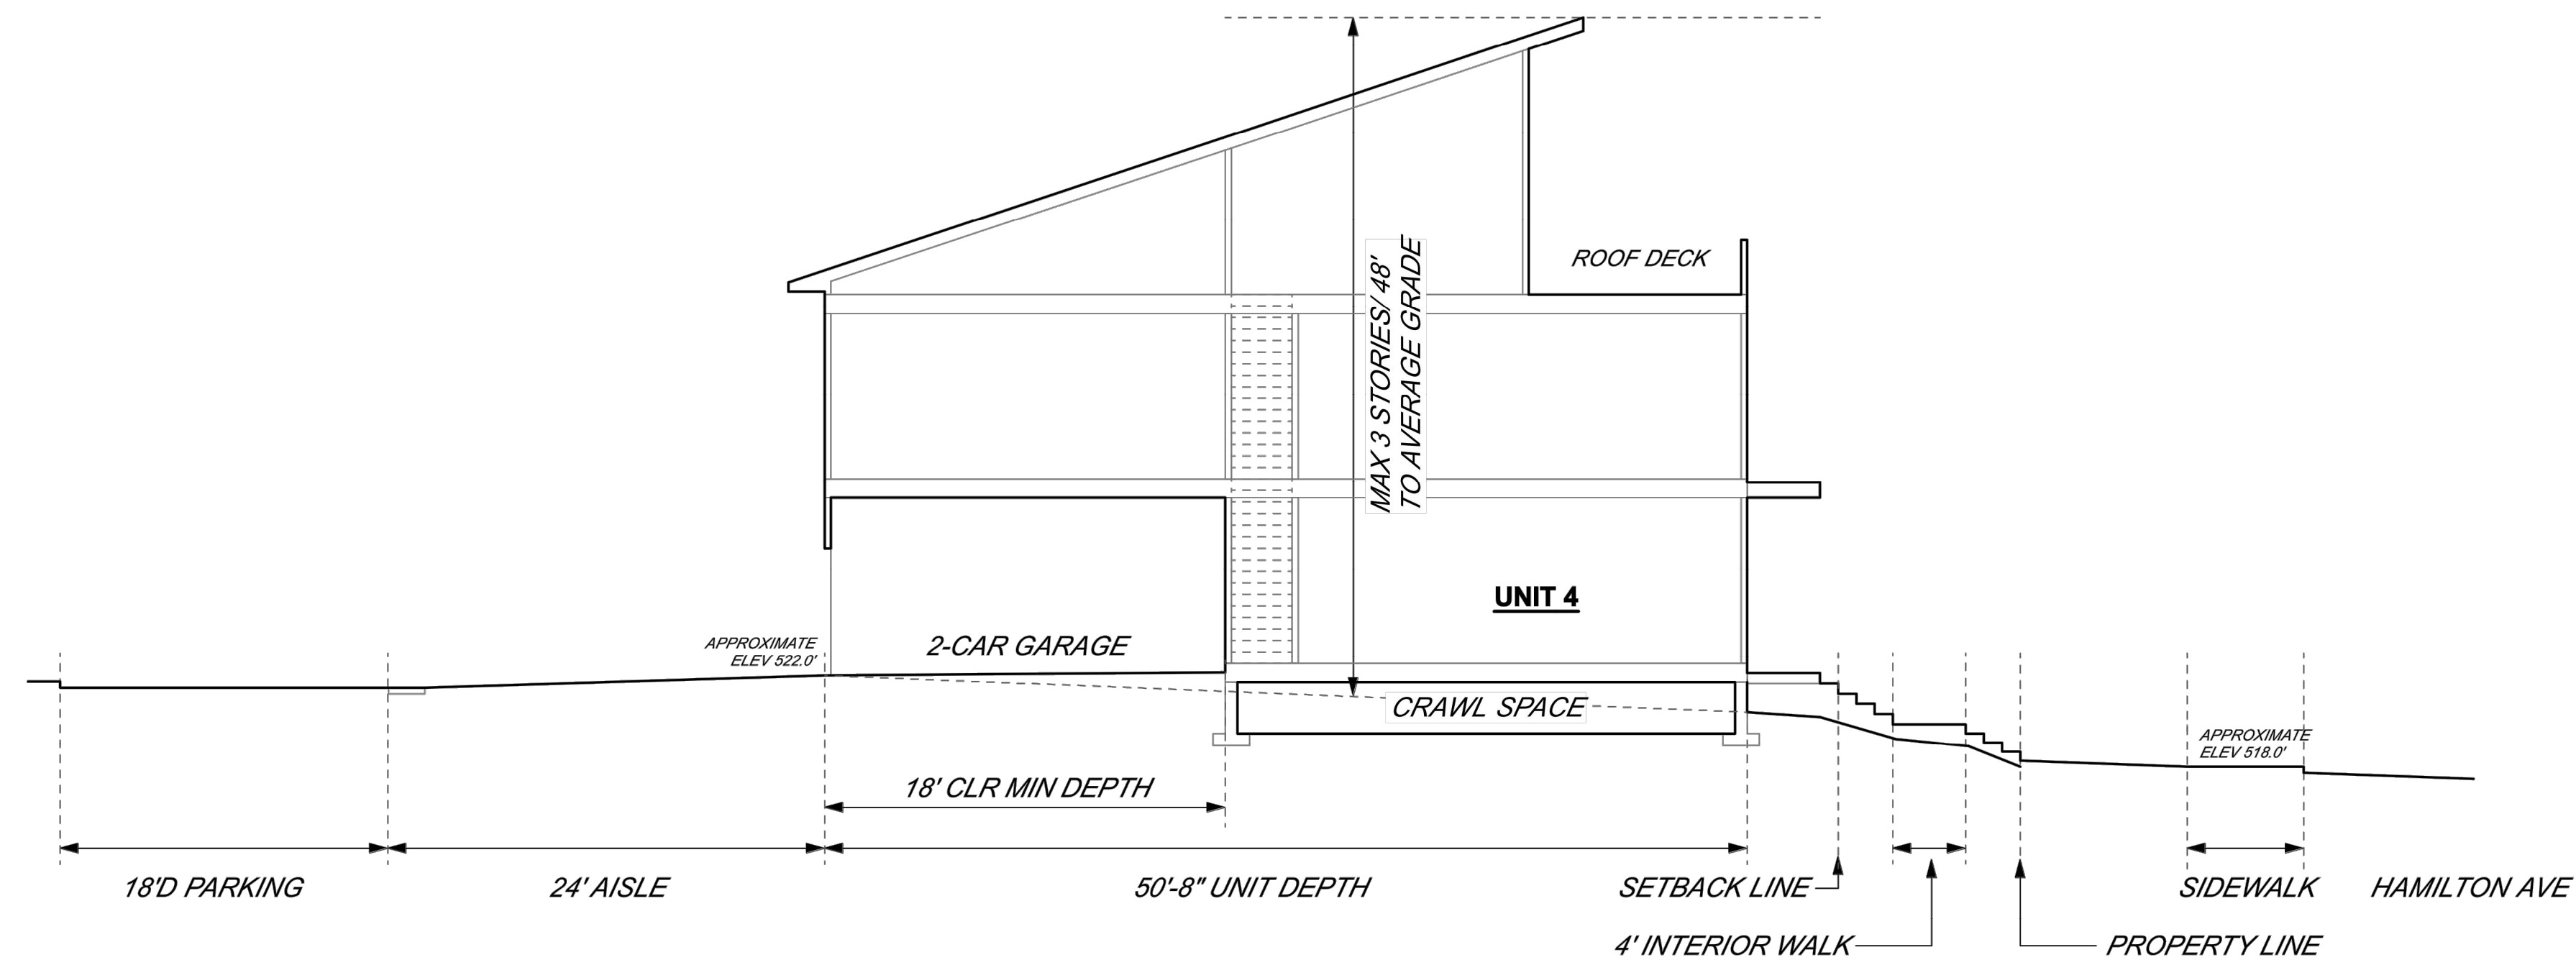 ROOF DECK
MAX 3 STORIES/ 48'
TO AVERAGE GRADE
UNIT 4
APPROXIMATE
ELEV 522.0'
2-CAR GARAGE
CRAWL SPACE
APPROXIMATE
ELEV 518.0'
18' CLR MIN DEPTH
18'D PARKING
24' AISLE
50'-8" UNIT DEPTH
SETBACK LINE
SIDEWALK
HAMILTON AVE
4' INTERIOR WALK
PROPERTY LINE